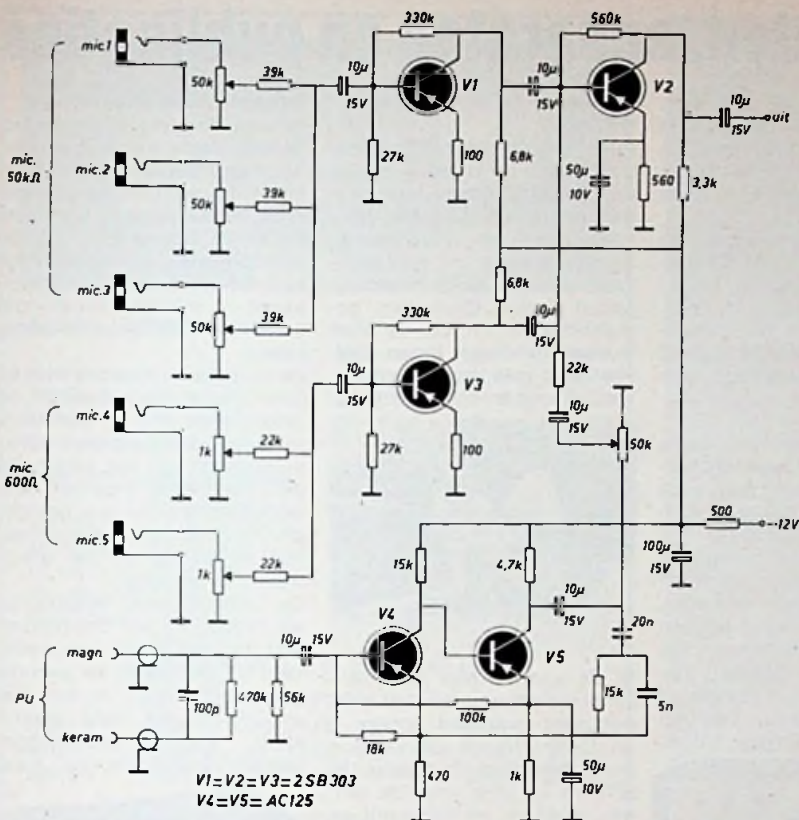 330k
560k
mic.1
50k
39k
10µ
15V
V1
10µ
15V
V2
10µ
15V
uit
27k
100
6,8k
50µ
10V
560
3,3k
mic.
50kΩ
mic.2
50k
39k
mic.3
50k
39k
6,8k
330k
10µ
15V
10µ
15V
V3
22k
10µ
15V
50k
27k
100
mic
600Ω
mic.4
1k
22k
mic.5
1k
22k
500
-12V
100µ
15V
15k
4,7k
10µ
15V
20n
V4
V5
10µ 15V
PU
magn.
keram
100p
470k
56k
100k
18k
15k
5n
470
1k
50µ
10V
V1=V2=V3=2SB303
V4=V5=AC125